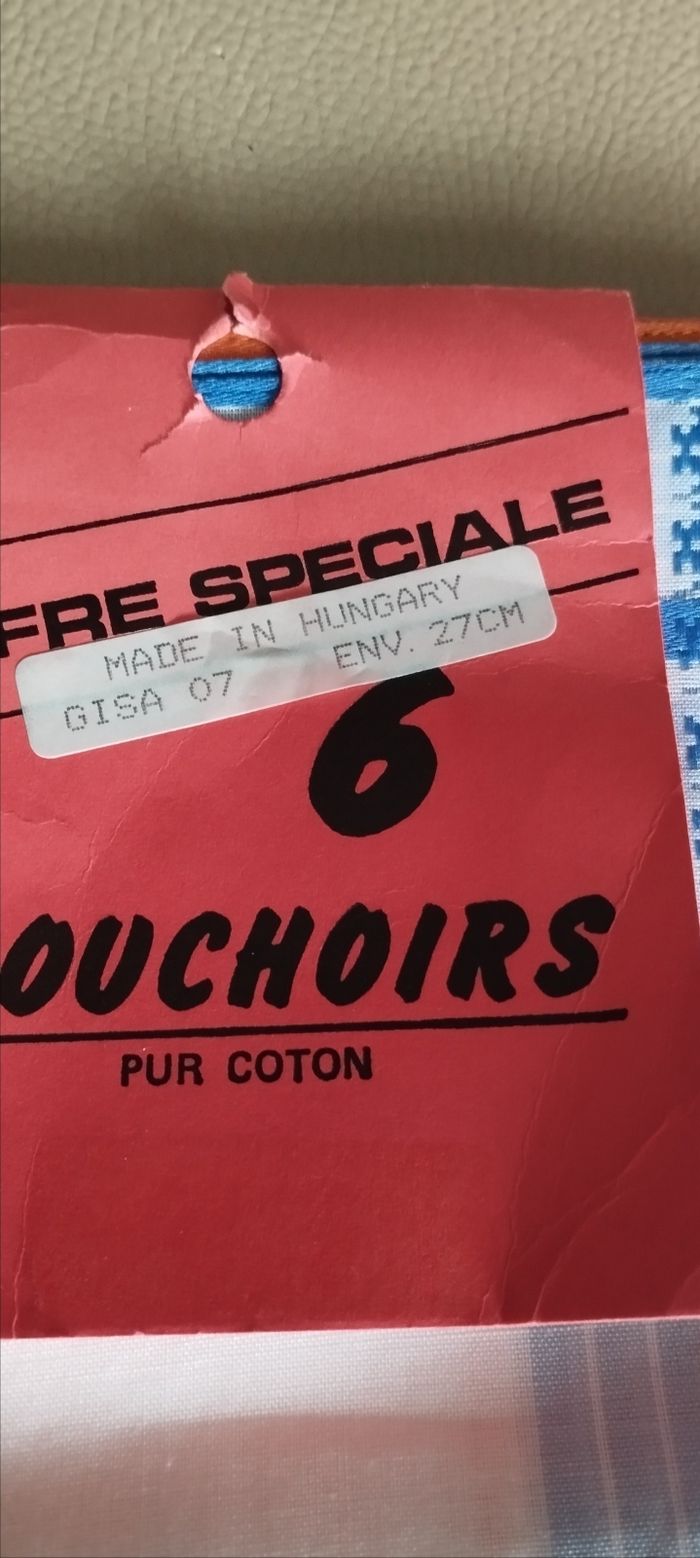 FRE SPECIALE
MADE IN HUNGARY
GISA 07 ENV. 27CM
6
OUCHOIRS
PUR COTON